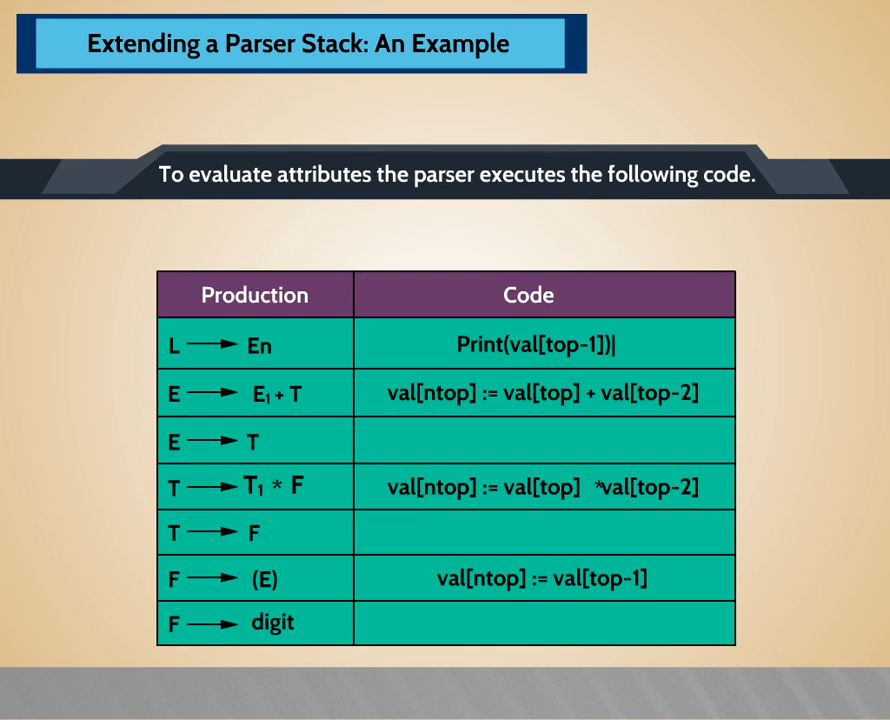 Extending a Parser Stack: An Example
To evaluate attributes the parser executes the following code.
Production Code
L → En Print(val[top-1])|
E → E₁ + T val[ntop] := val[top] + val[top-2]
E → T
T → T₁ * F val[ntop] := val[top] *val[top-2]
T → F
F → (E) val[ntop] := val[top-1]
F → digit